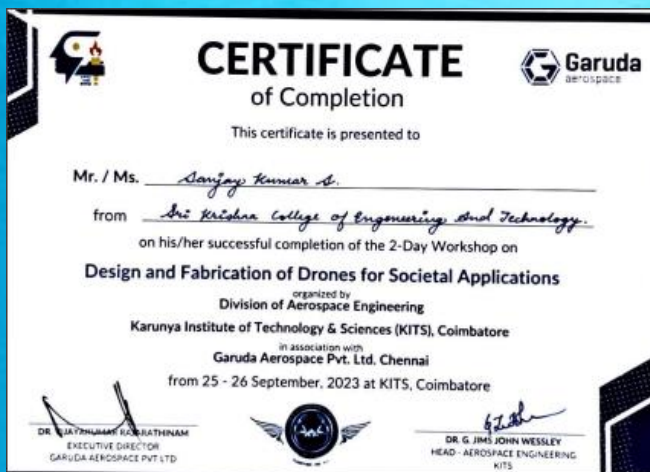 CERTIFICATE
of Completion
Garuda
aerospace
This certificate is presented to
Mr. / Ms. Sanjay Kumar S.
from Sri Krishna College of Engineering And Technology.
on his/her successful completion of the 2-Day Workshop on
Design and Fabrication of Drones for Societal Applications
organized by
Division of Aerospace Engineering
Karunya Institute of Technology & Sciences (KITS), Coimbatore
in association with
Garuda Aerospace Pvt. Ltd. Chennai
from 25 - 26 September, 2023 at KITS, Coimbatore
DR
EXECUTIVE DIRECTOR
GARUDA AEROSPACE PVT LTD
DR. G. JIMS JOHN WESSLEY
HEAD - AEROSPACE ENGINEERING
KITS